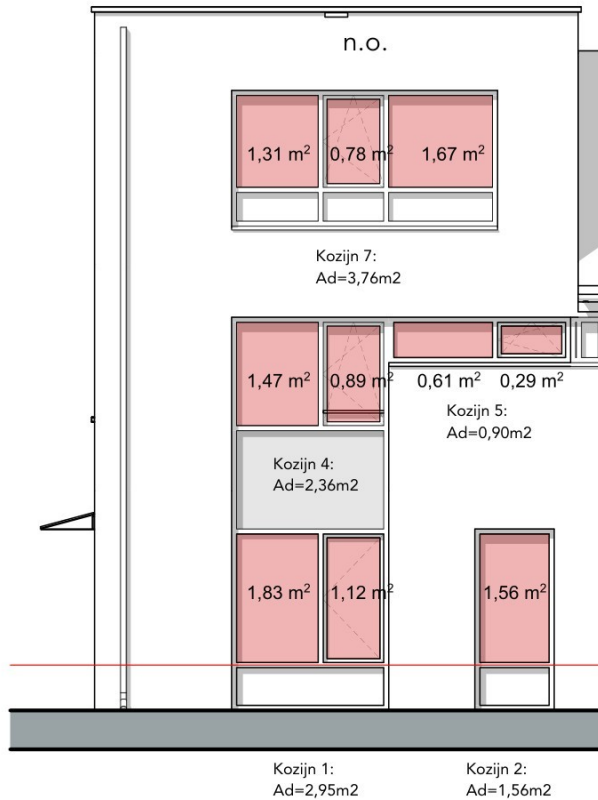 n.o.
1,31 m² 0,78 m² 1,67 m²
Kozijn 7:
Ad=3,76m2
1,47 m² 0,89 m² 0,61 m² 0,29 m²
Kozijn 5:
Ad=0,90m2
Kozijn 4:
Ad=2,36m2
1,83 m² 1,12 m² 1,56 m²
Kozijn 1:
Ad=2,95m2
Kozijn 2:
Ad=1,56m2